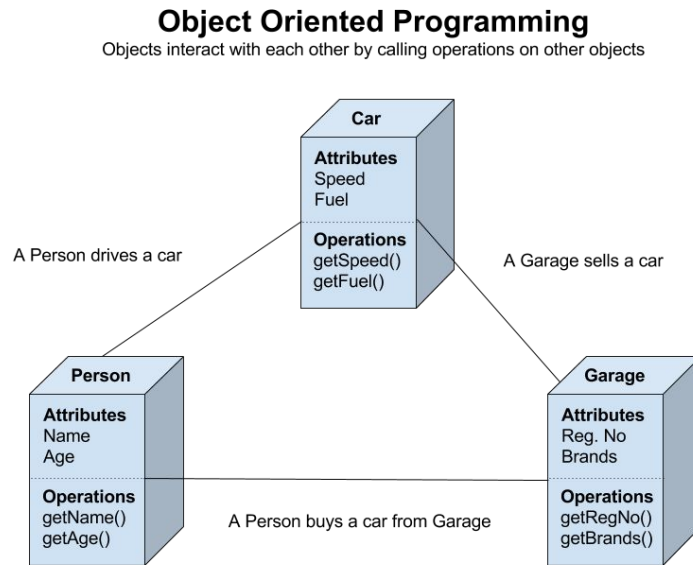 Object Oriented Programming
Objects interact with each other by calling operations on other objects
Car
Attributes
Speed
Fuel
Operations
getSpeed()
getFuel()
A Person drives a car
A Garage sells a car
Person
Attributes
Name
Age
Operations
getName()
getAge()
A Person buys a car from Garage
Garage
Attributes
Reg. No
Brands
Operations
getRegNo()
getBrands()